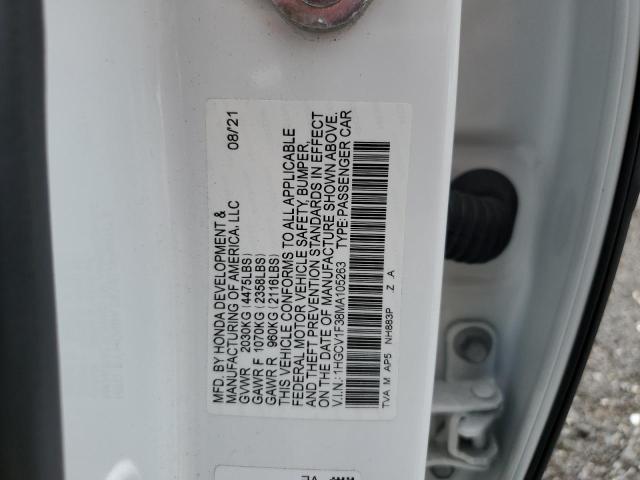 MFD. BY HONDA DEVELOPMENT &
MANUFACTURING OF AMERICA, LLC 08/21
GVWR 2030KG (4475LBS)
GAWR F 1070KG (2358LBS)
GAWR R 960KG (2116LBS)
THIS VEHICLE CONFORMS TO ALL APPLICABLE
FEDERAL MOTOR VEHICLE SAFETY, BUMPER,
AND THEFT PREVENTION STANDARDS IN EFFECT
ON THE DATE OF MANUFACTURE SHOWN ABOVE.
V.I.N.: 1HGCV1F38MA105263 TYPE: PASSENGER CAR
TVA M AP5 NH883P Z A